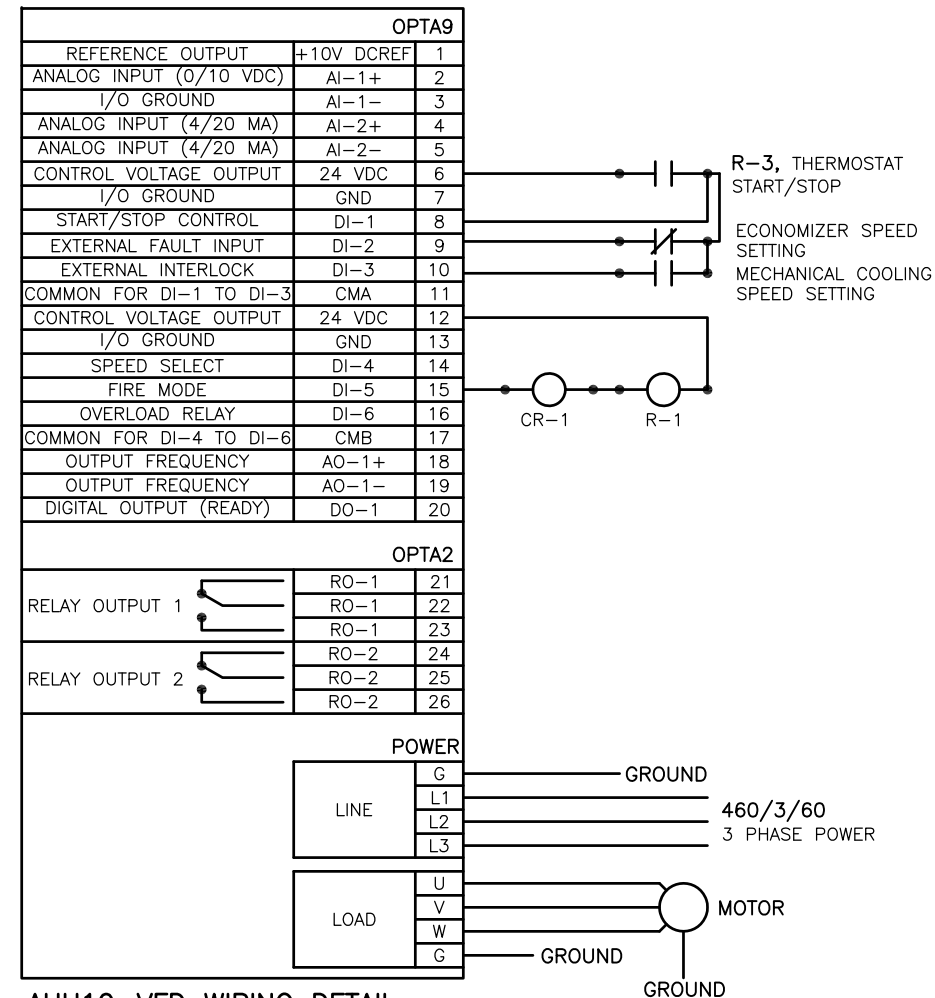 OPTA9
REFERENCE OUTPUT +10V DCREF 1
ANALOG INPUT (0/10 VDC) AI-1+ 2
I/O GROUND AI-1- 3
ANALOG INPUT (4/20 MA) AI-2+ 4
ANALOG INPUT (4/20 MA) AI-2- 5
CONTROL VOLTAGE OUTPUT 24 VDC 6
I/O GROUND GND 7
START/STOP CONTROL DI-1 8
EXTERNAL FAULT INPUT DI-2 9
EXTERNAL INTERLOCK DI-3 10
COMMON FOR DI-1 TO DI-3 CMA 11
CONTROL VOLTAGE OUTPUT 24 VDC 12
I/O GROUND GND 13
SPEED SELECT DI-4 14
FIRE MODE DI-5 15
OVERLOAD RELAY DI-6 16
COMMON FOR DI-4 TO DI-6 CMB 17
OUTPUT FREQUENCY AO-1+ 18
OUTPUT FREQUENCY AO-1- 19
DIGITAL OUTPUT (READY) DO-1 20
R-3, THERMOSTAT
START/STOP
ECONOMIZER SPEED
SETTING
MECHANICAL COOLING
SPEED SETTING
CR-1 R-1
OPTA2
RELAY OUTPUT 1
RO-1 21
RO-1 22
RO-1 23
RELAY OUTPUT 2
RO-2 24
RO-2 25
RO-2 26
POWER
LINE
G
L1
L2
L3
GROUND
460/3/60
3 PHASE POWER
LOAD
U
V
W
G
MOTOR
GROUND
GROUND